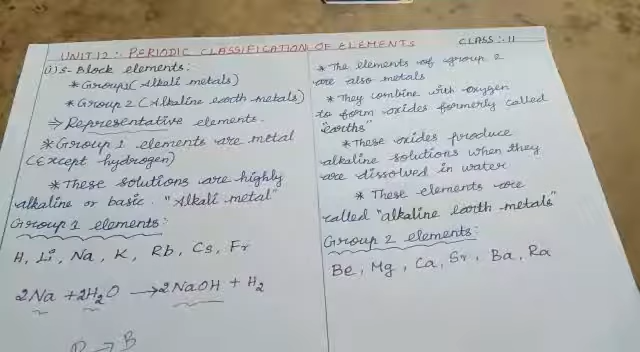 UNIT 12 :- PERIODIC CLASSIFICATION OF ELEMENTS
CLASS :- 11
(i) S- Block elements:-
* Group 1 (Alkali metals)
* Group 2 (Alkaline earth-metals)
⇒ Representative elements.
* Group 1 elements are metal
(Except hydrogen)
* These solutions are highly
alkaline or basic. "Alkali metal"
Group 1 elements:
H, Li, Na, K, Rb, Cs, Fr
2Na + 2H₂O → 2NaOH + H₂
* The elements of group 2
are also metals
* They combine with oxygen
to form oxides formerly called
"earths"
* These oxides produce
alkaline solutions when they
are dissolved in water
* These elements are
called "alkaline earth-metals"
Group 2 elements:
Be, Mg, Ca, Sr, Ba, Ra